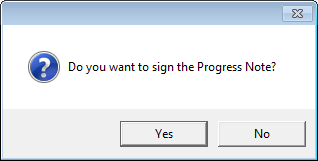 Do you want to sign the Progress Note?
Yes
No